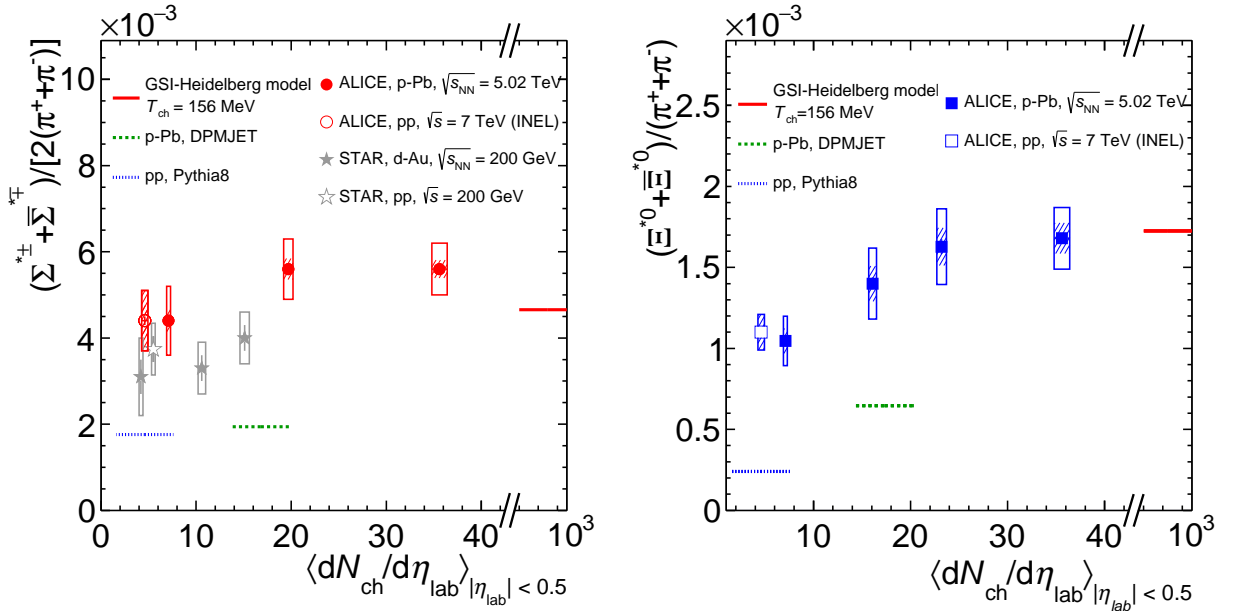 ×10⁻³
(Σ*± + Σ̅*∓)/[2(π⁺+π⁻)]
10
8
6
4
2
0
GSI-Heidelberg model
T_ch = 156 MeV
p-Pb, DPMJET
pp, Pythia8
ALICE, p-Pb, √s_NN = 5.02 TeV
ALICE, pp, √s = 7 TeV (INEL)
STAR, d-Au, √s_NN = 200 GeV
STAR, pp, √s = 200 GeV
0 10 20 30 40 10³
⟨dN_ch/dη_lab⟩|η_lab| < 0.5
×10⁻³
(Ξ*⁰+Ξ̅*⁰)/(π⁺+π⁻)
2.5
2
1.5
1
0.5
0
GSI-Heidelberg model
T_ch = 156 MeV
p-Pb, DPMJET
pp, Pythia8
ALICE, p-Pb, √s_NN = 5.02 TeV
ALICE, pp, √s = 7 TeV (INEL)
10 20 30 40 10³
⟨dN_ch/dη_lab⟩|η_lab| < 0.5